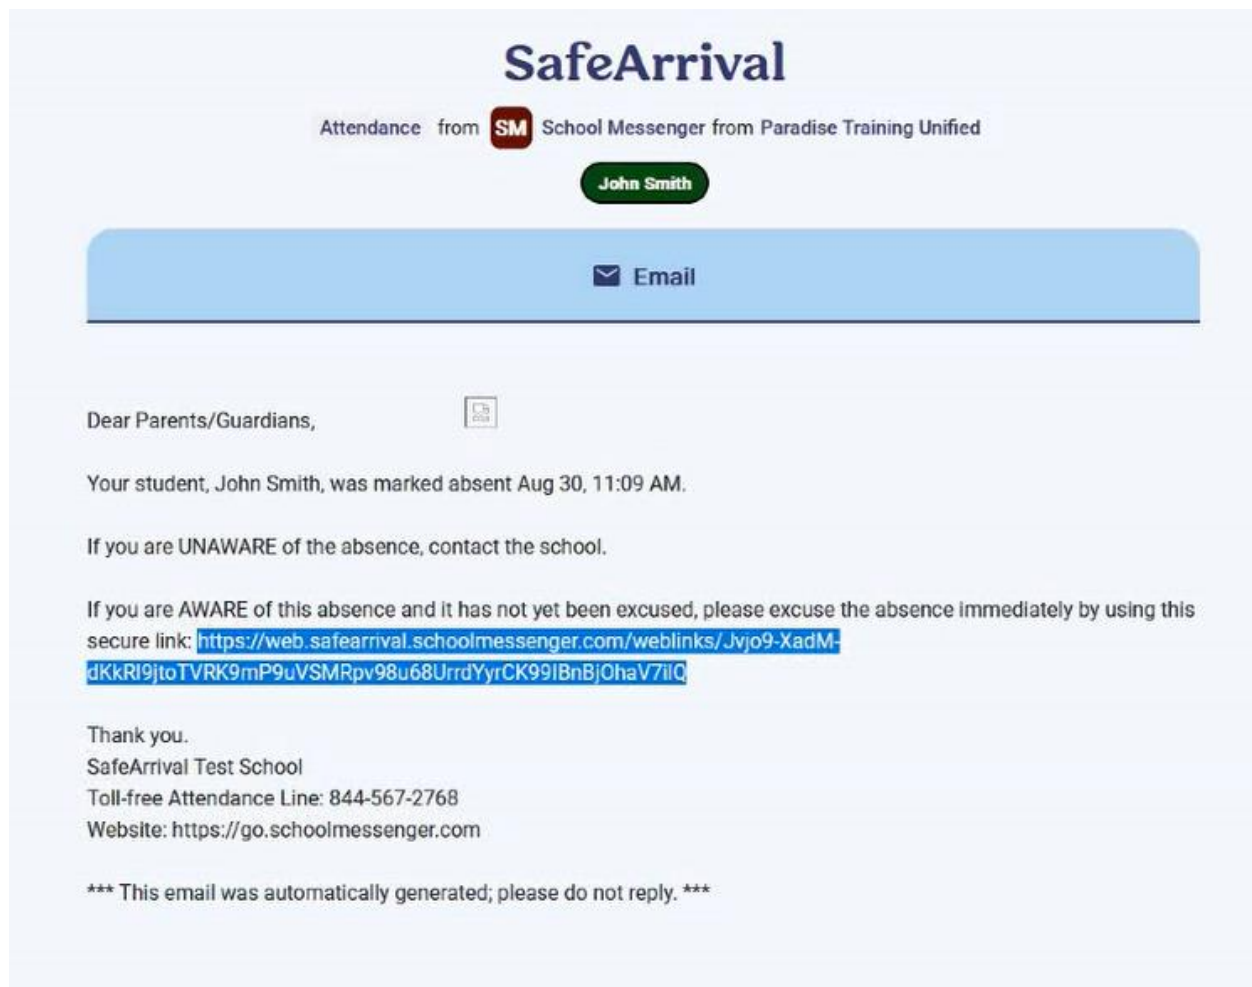 SafeArrival
Attendance from SM School Messenger from Paradise Training Unified
John Smith
Email
Dear Parents/Guardians,
Your student, John Smith, was marked absent Aug 30, 11:09 AM.
If you are UNAWARE of the absence, contact the school.
If you are AWARE of this absence and it has not yet been excused, please excuse the absence immediately by using this
secure link: https://web.safearrival.schoolmessenger.com/weblinks/Jvjo9-XadM-
dKkRI9jtoTVRK9mP9uVSMRpv98u68UrrdYyrCK99IBnBjOhaV7ilQ
Thank you.
SafeArrival Test School
Toll-free Attendance Line: 844-567-2768
Website: https://go.schoolmessenger.com
*** This email was automatically generated; please do not reply. ***